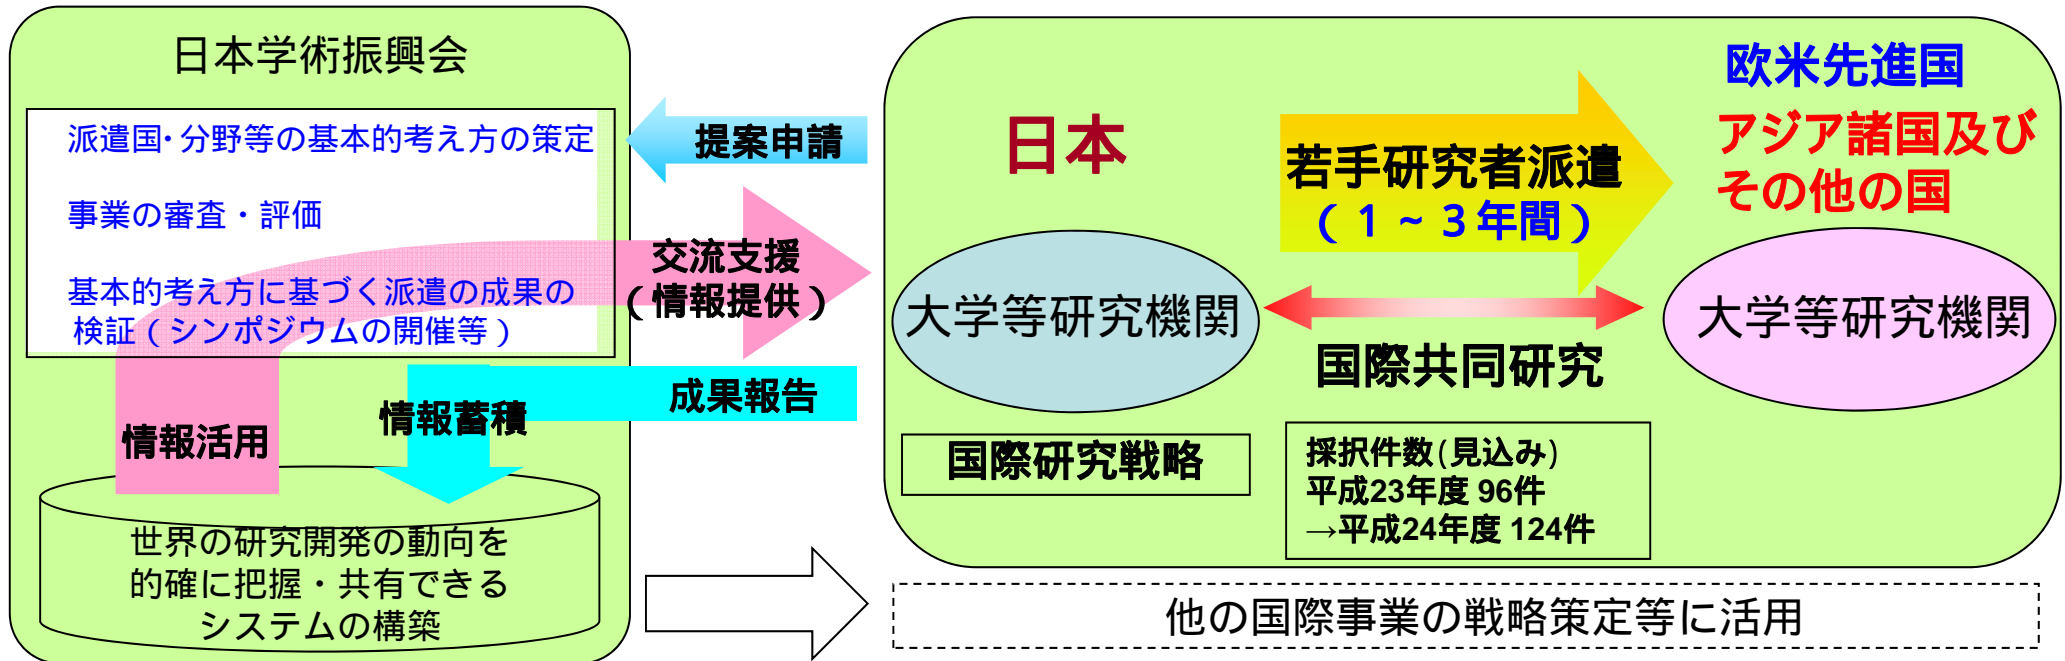 日本学術振興会
派遣国・分野等の基本的考え方の策定
事業の審査・評価
基本的考え方に基づく派遣の成果の
検証（シンポジウムの開催等）
情報活用
情報蓄積
世界の研究開発の動向を
的確に把握・共有できる
システムの構築
提案申請
交流支援
（情報提供）
成果報告
日本
大学等研究機関
国際研究戦略
若手研究者派遣
（１～３年間）
国際共同研究
採択件数(見込み)
平成23年度 96件
→平成24年度 124件
欧米先進国
アジア諸国及び
その他の国
大学等研究機関
他の国際事業の戦略策定等に活用